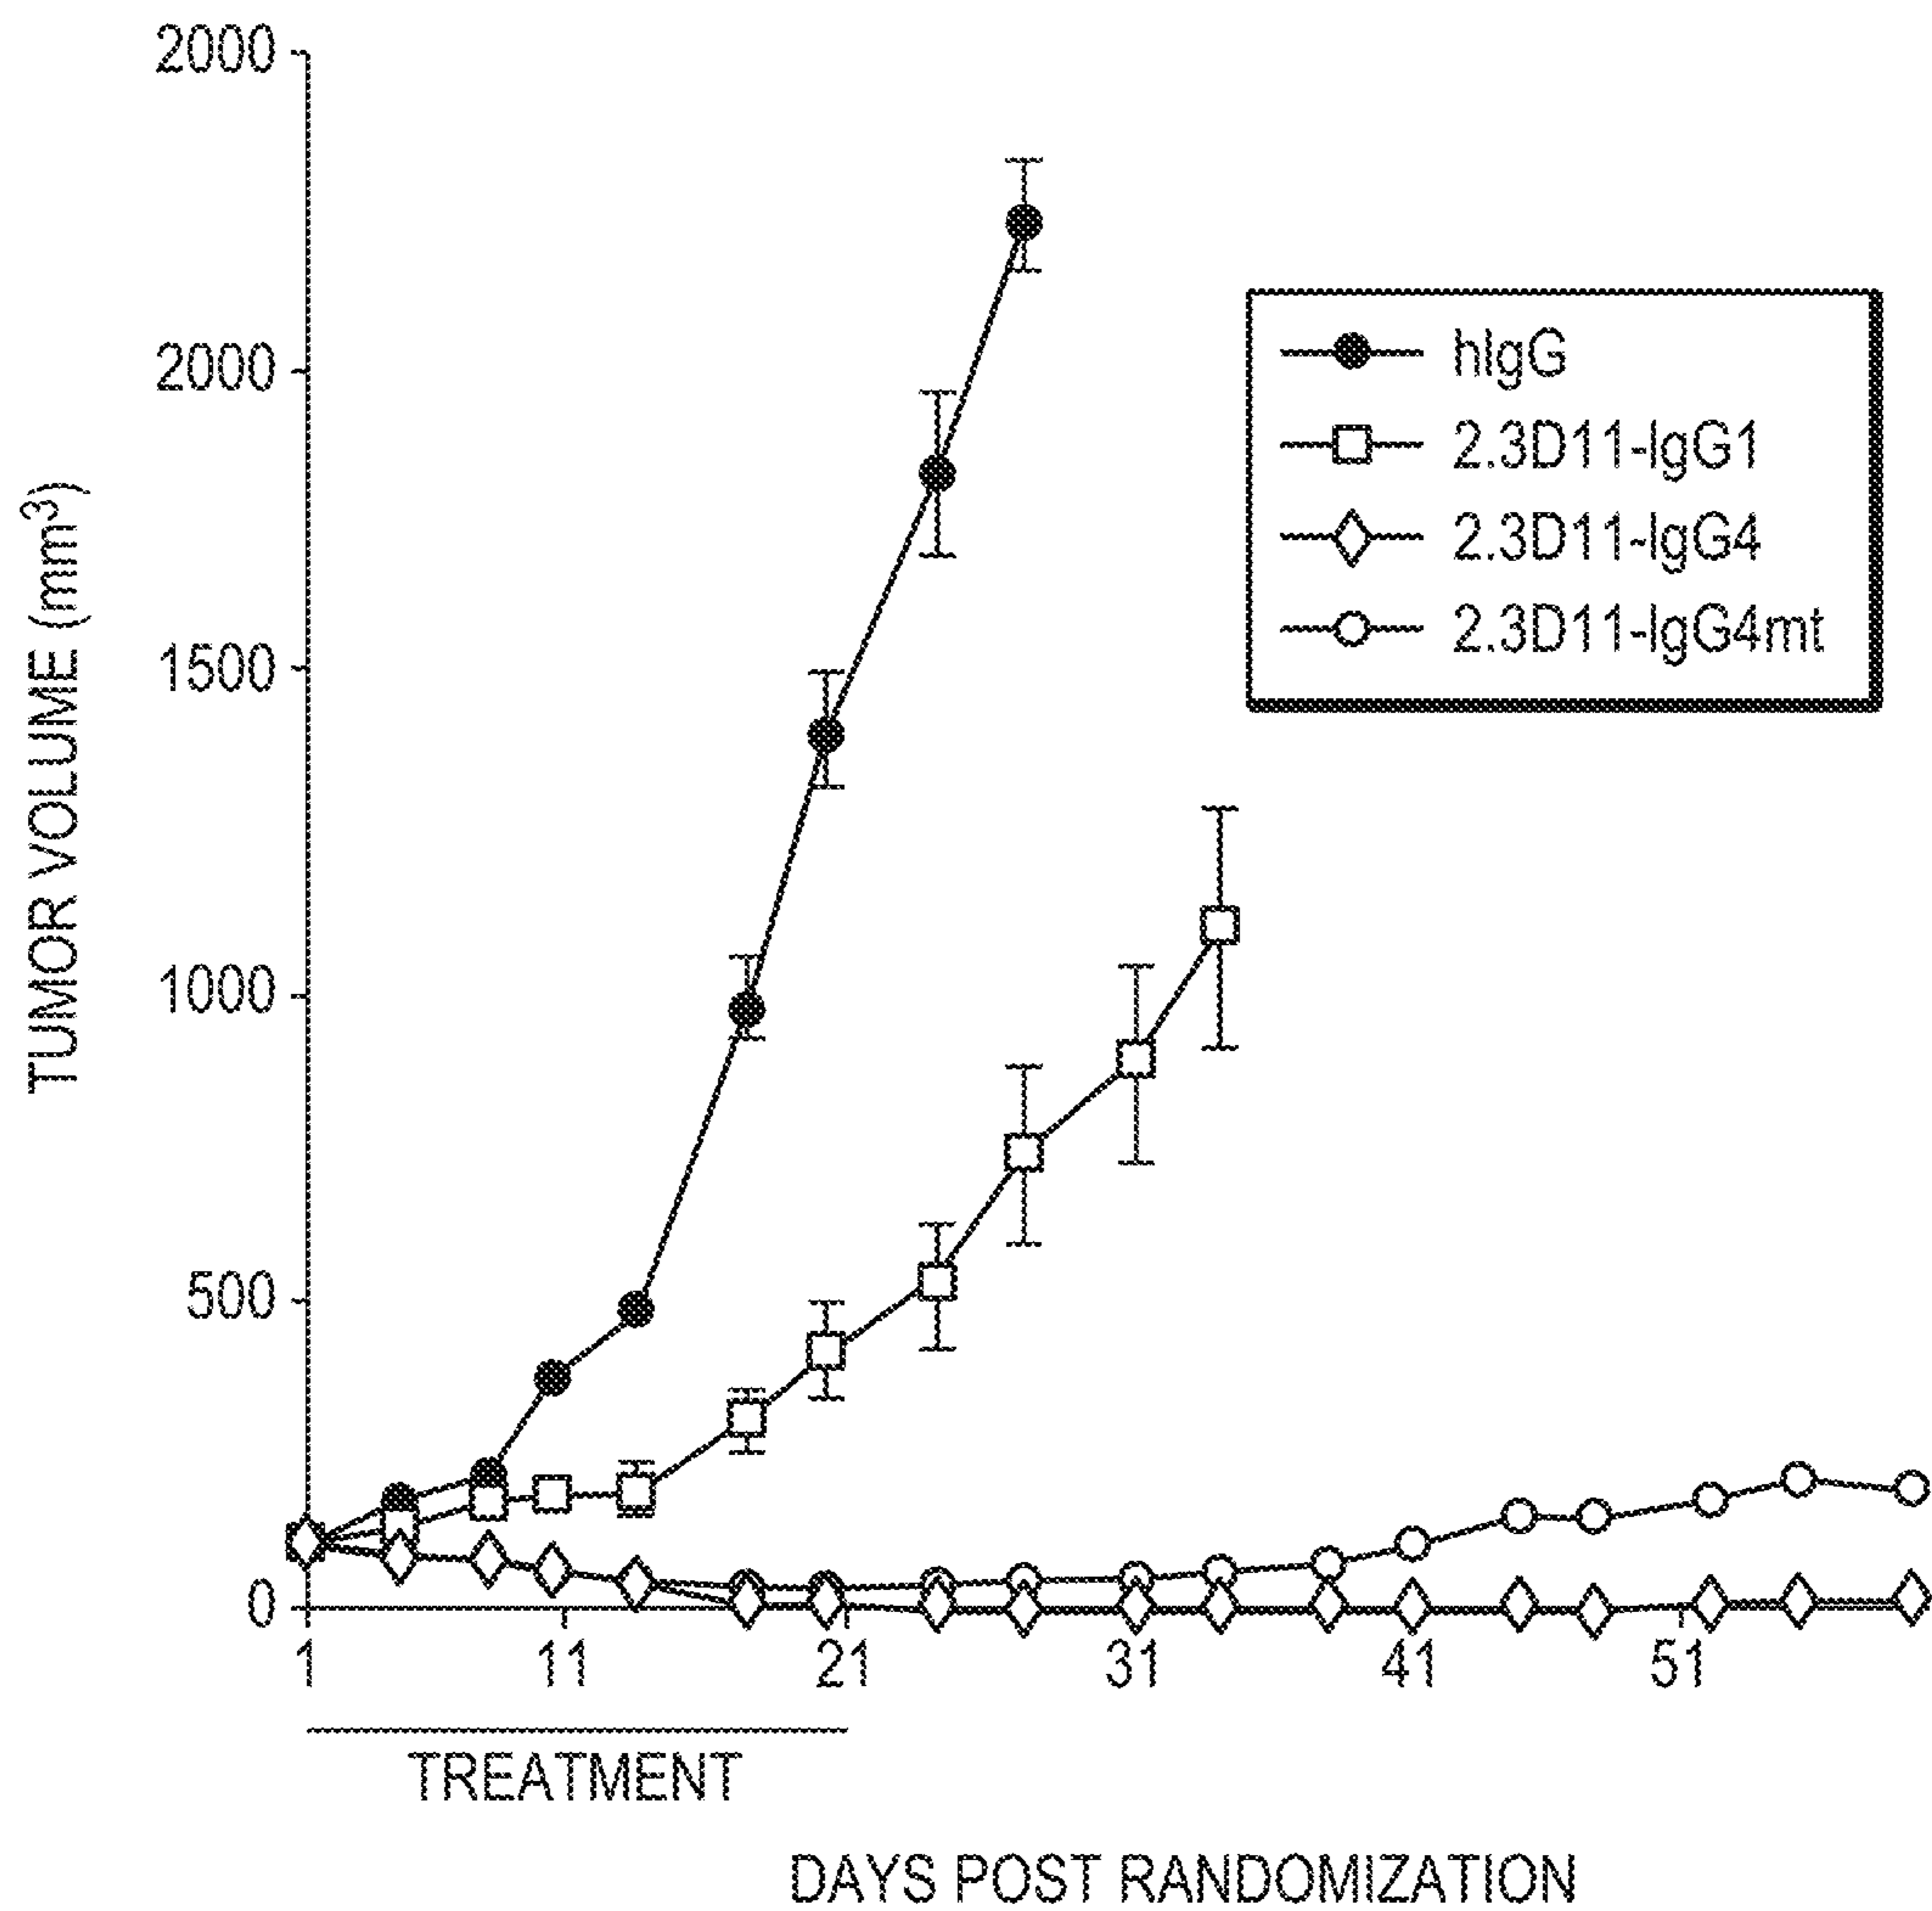 2000
2000
1500
1000
500
0
TUMOR VOLUME (mm³)
hIgG
2.3D11-IgG1
2.3D11-IgG4
2.3D11-IgG4mt
1 11 21 31 41 51
TREATMENT
DAYS POST RANDOMIZATION